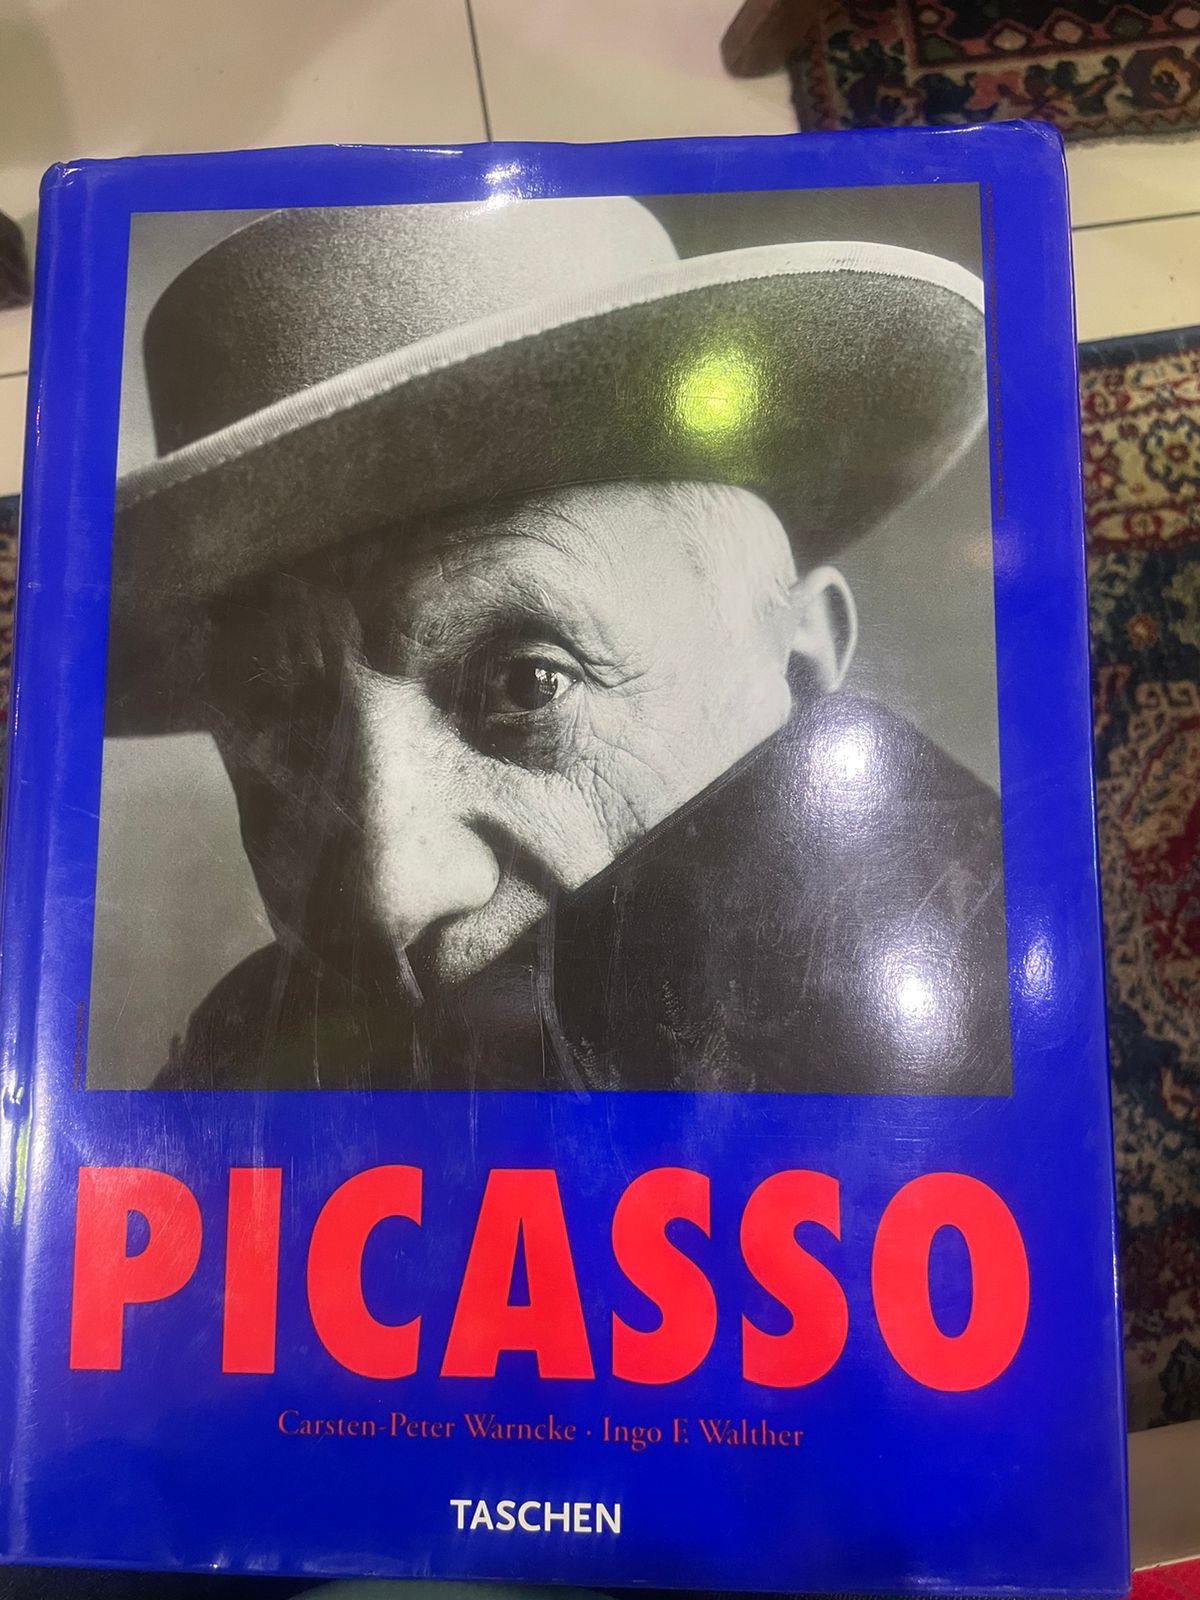 PICASSO
Carsten-Peter Warncke · Ingo F. Walther
TASCHEN